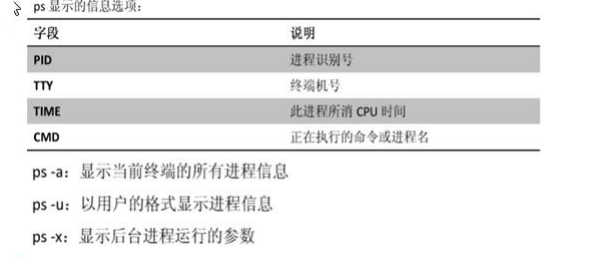 ps 显示的信息选项：
字段 说明
PID 进程识别号
TTY 终端机号
TIME 此进程所消 CPU 时间
CMD 正在执行的命令或进程名
ps -a：显示当前终端的所有进程信息
ps -u：以用户的格式显示进程信息
ps -x：显示后台进程运行的参数